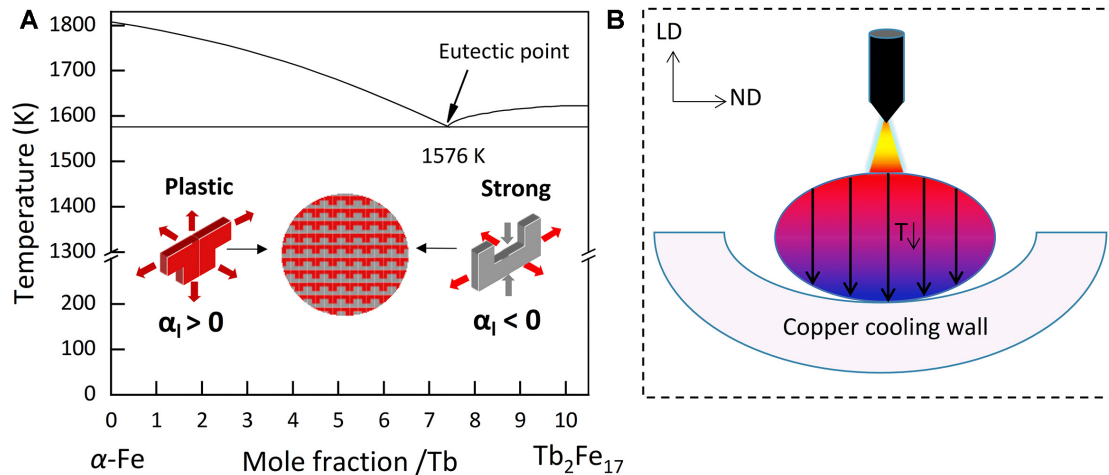 A
1800
1700
1600
1500
1400
1300
200
100
0
Temperature (K)
Eutectic point
1576 K
Plastic
Strong
αl > 0
αl < 0
0 1 2 3 4 5 6 7 8 9 10
α-Fe Mole fraction /Tb Tb2Fe17
B
LD
ND
T↓
Copper cooling wall